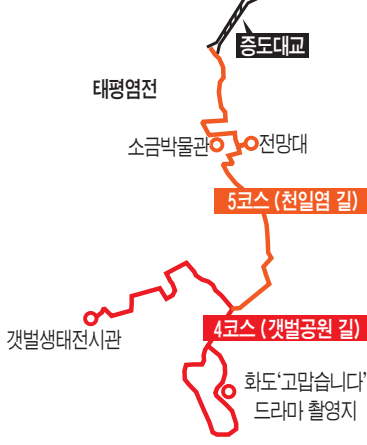 증도대교
태평염전
소금박물관
전망대
5코스 (천일염 길)
4코스 (갯벌공원 길)
갯벌생태전시관
화도‘고맙습니다’
드라마 촬영지